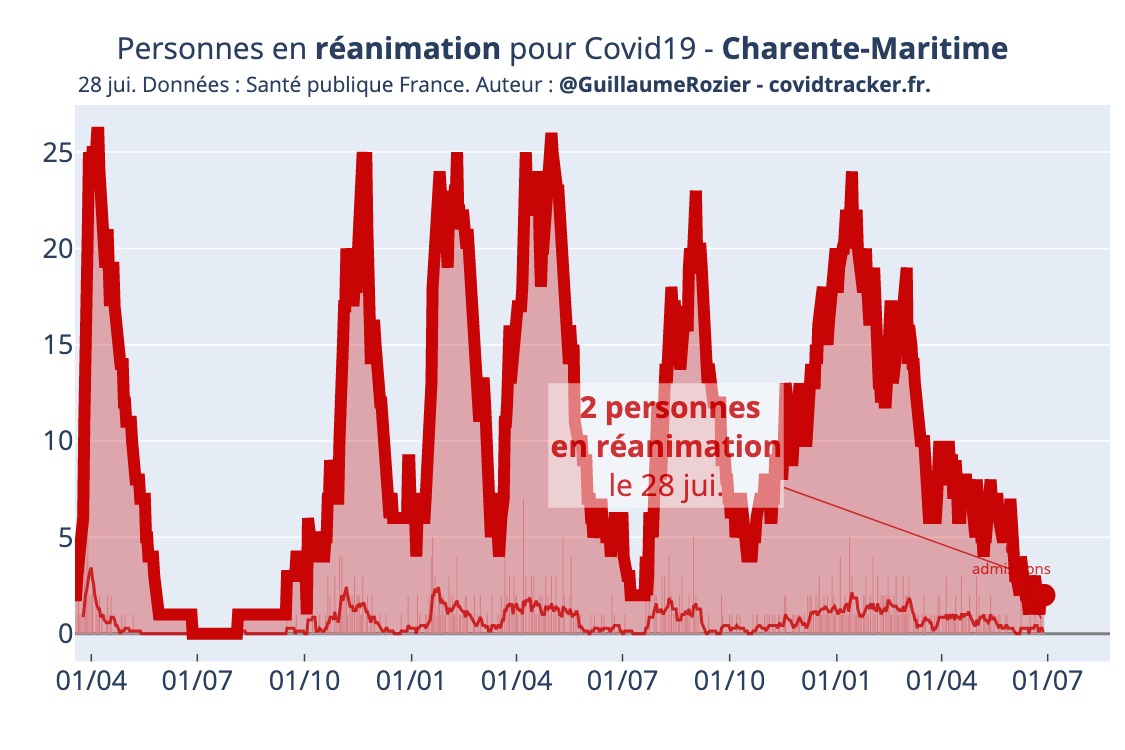 Personnes en réanimation pour Covid19 - Charente-Maritime
28 jui. Données : Santé publique France. Auteur : @GuillaumeRozier - covidtracker.fr.
25
20
15
10
5
0
2 personnes
en réanimation
le 28 jui.
admissions
01/04 01/07 01/10 01/01 01/04 01/07 01/10 01/01 01/04 01/07